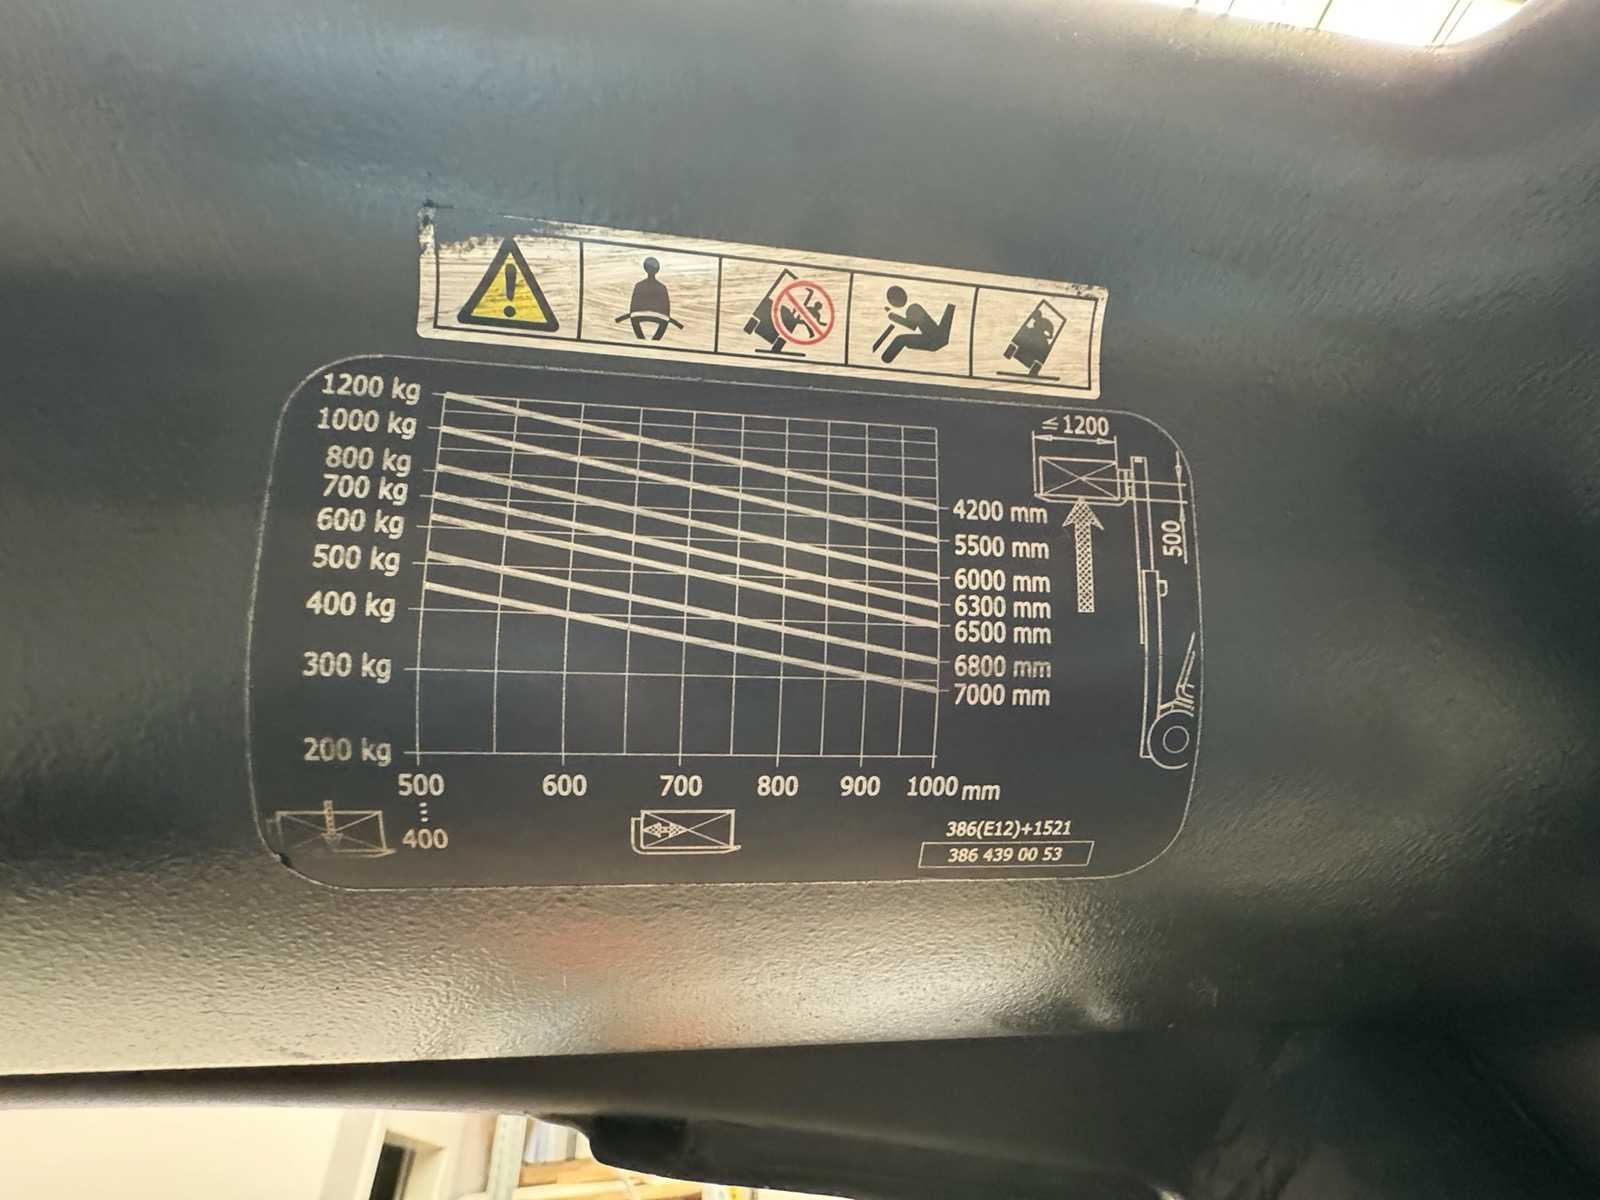 1200 kg
1000 kg
800 kg
700 kg
600 kg
500 kg
400 kg
300 kg
200 kg
4200 mm
5500 mm
6000 mm
6300 mm
6500 mm
6800 mm
7000 mm
≤ 1200
500
500 600 700 800 900 1000 mm
400
386(E12)+1521
386 439 00 53